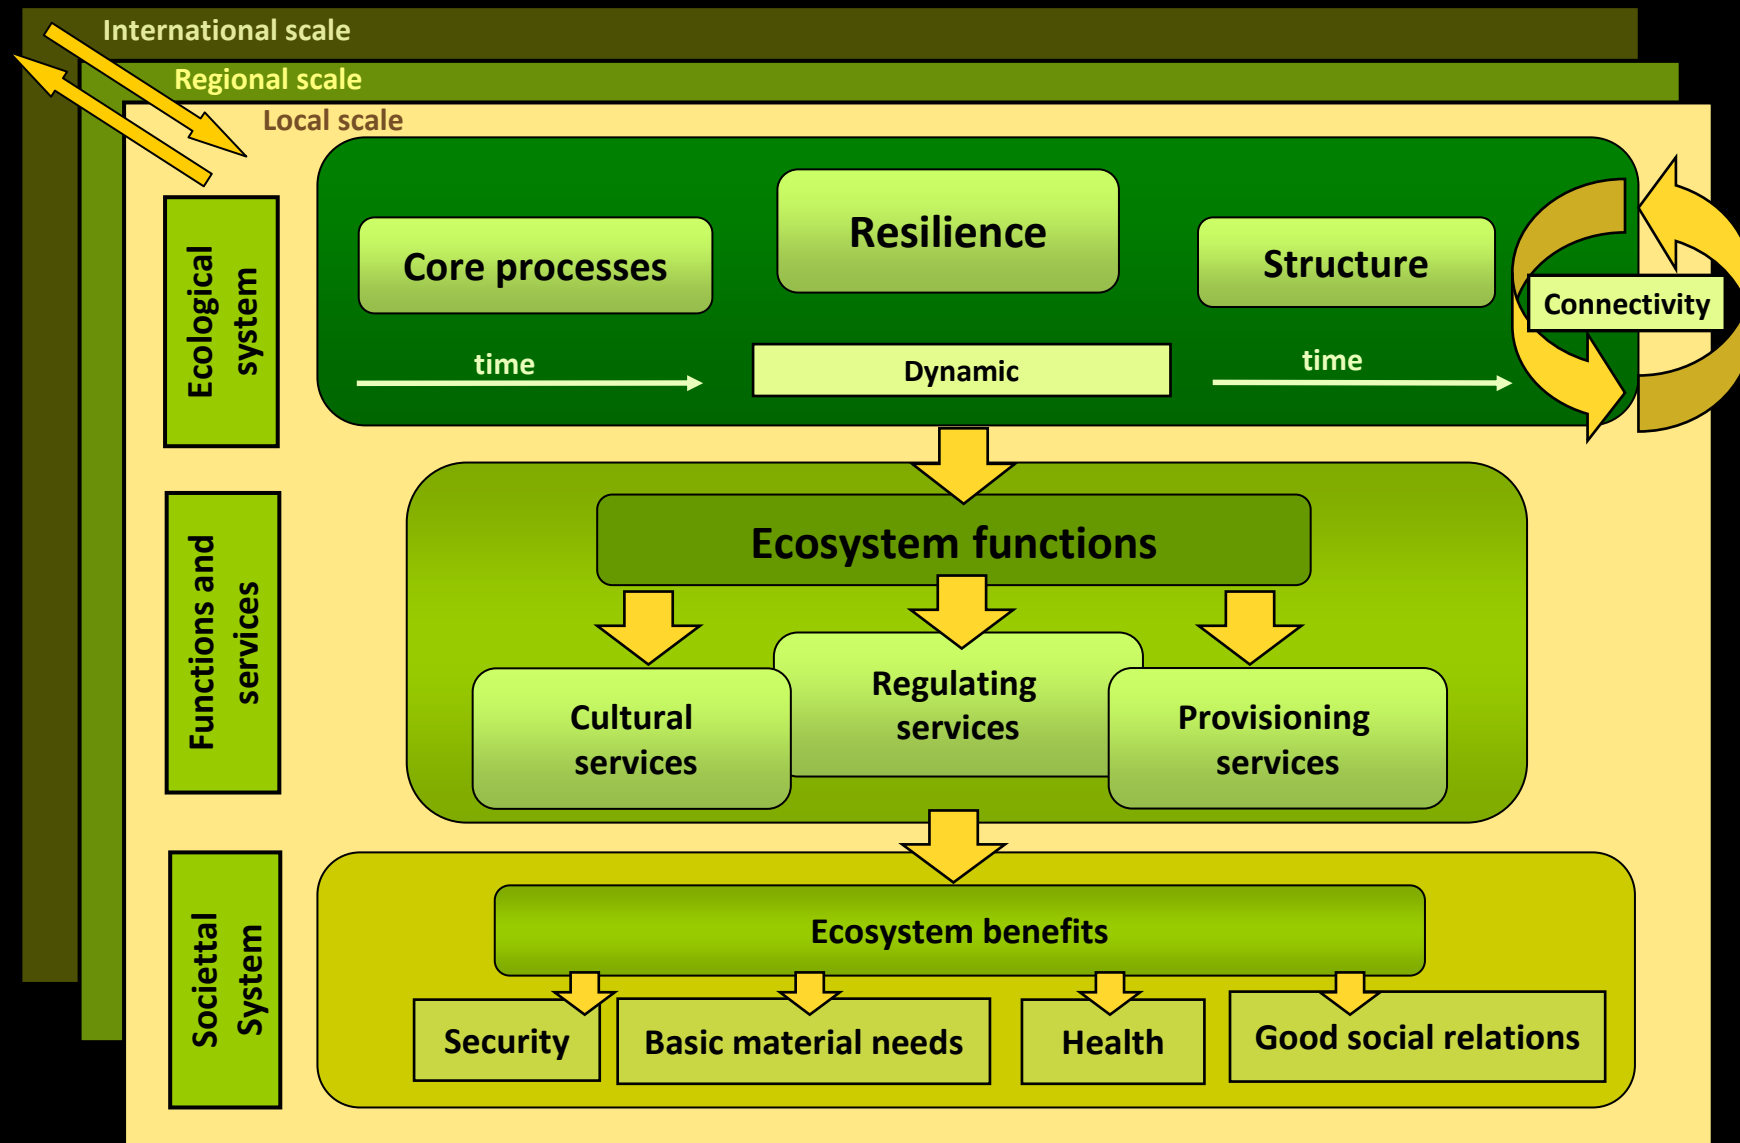 International scale
Regional scale
Local scale
Ecological
system
Core processes
Resilience
Structure
Connectivity
time
Dynamic
time
Functions and
services
Ecosystem functions
Cultural
services
Regulating
services
Provisioning
services
Societtal
System
Ecosystem benefits
Security
Basic material needs
Health
Good social relations